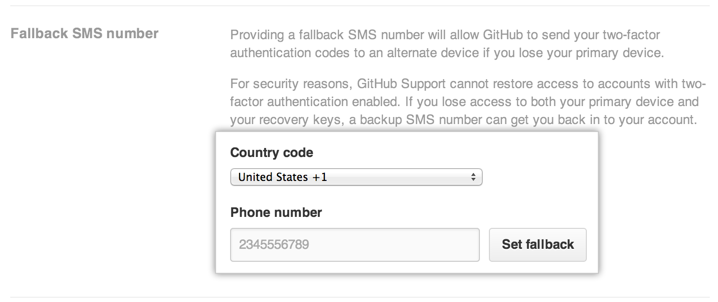 Fallback SMS number
Providing a fallback SMS number will allow GitHub to send your two-factor
authentication codes to an alternate device if you lose your primary device.
For security reasons, GitHub Support cannot restore access to accounts with two-
factor authentication enabled. If you lose access to both your primary device and
your recovery keys, a backup SMS number can get you back in to your account.
Country code
United States +1
Phone number
2345556789
Set fallback